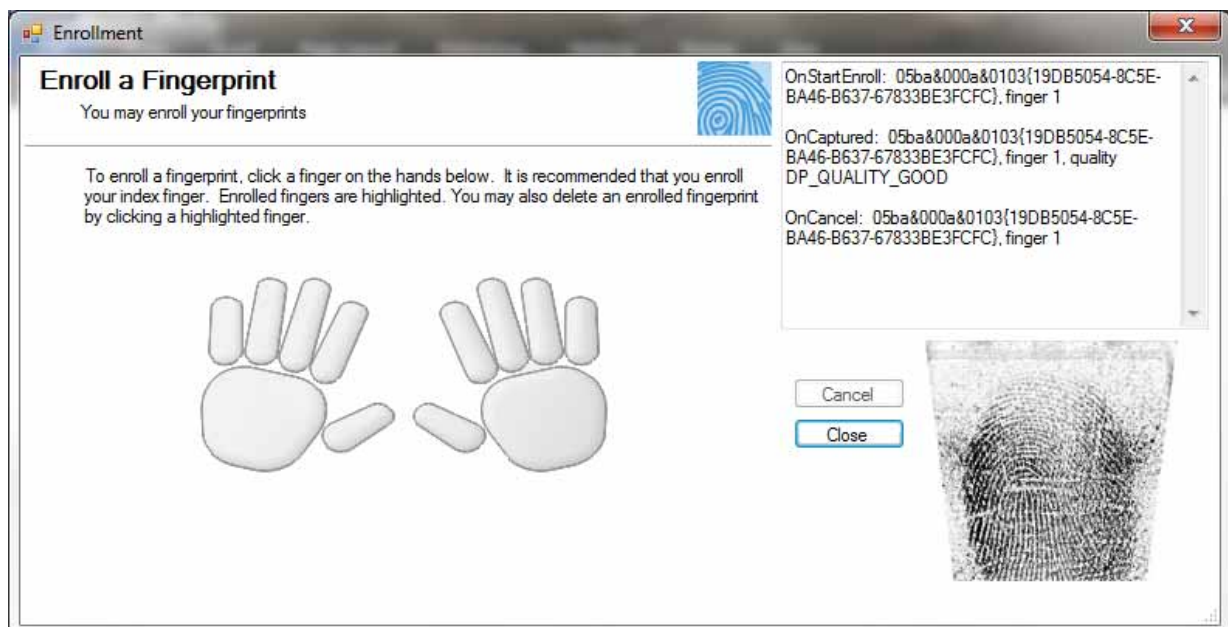 Enrollment
Enroll a Fingerprint
You may enroll your fingerprints
To enroll a fingerprint, click a finger on the hands below. It is recommended that you enroll
your index finger. Enrolled fingers are highlighted. You may also delete an enrolled fingerprint
by clicking a highlighted finger.
OnStartEnroll: 05ba&000a&0103{19DB5054-8C5E-
BA46-B637-67833BE3FCFC}, finger 1
OnCaptured: 05ba&000a&0103{19DB5054-8C5E-
BA46-B637-67833BE3FCFC}, finger 1, quality
DP_QUALITY_GOOD
OnCancel: 05ba&000a&0103{19DB5054-8C5E-
BA46-B637-67833BE3FCFC}, finger 1
Cancel
Close